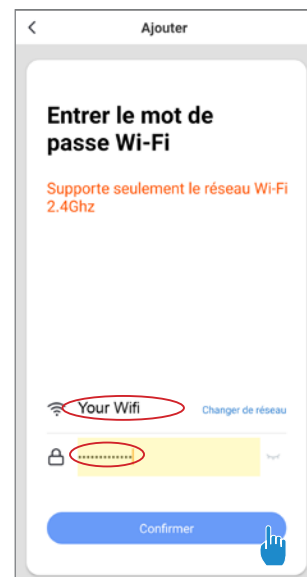 Ajouter
Entrer le mot de
passe Wi-Fi
Supporte seulement le réseau Wi-Fi
2.4Ghz
Your Wifi
Changer de réseau
.............
Confirmer